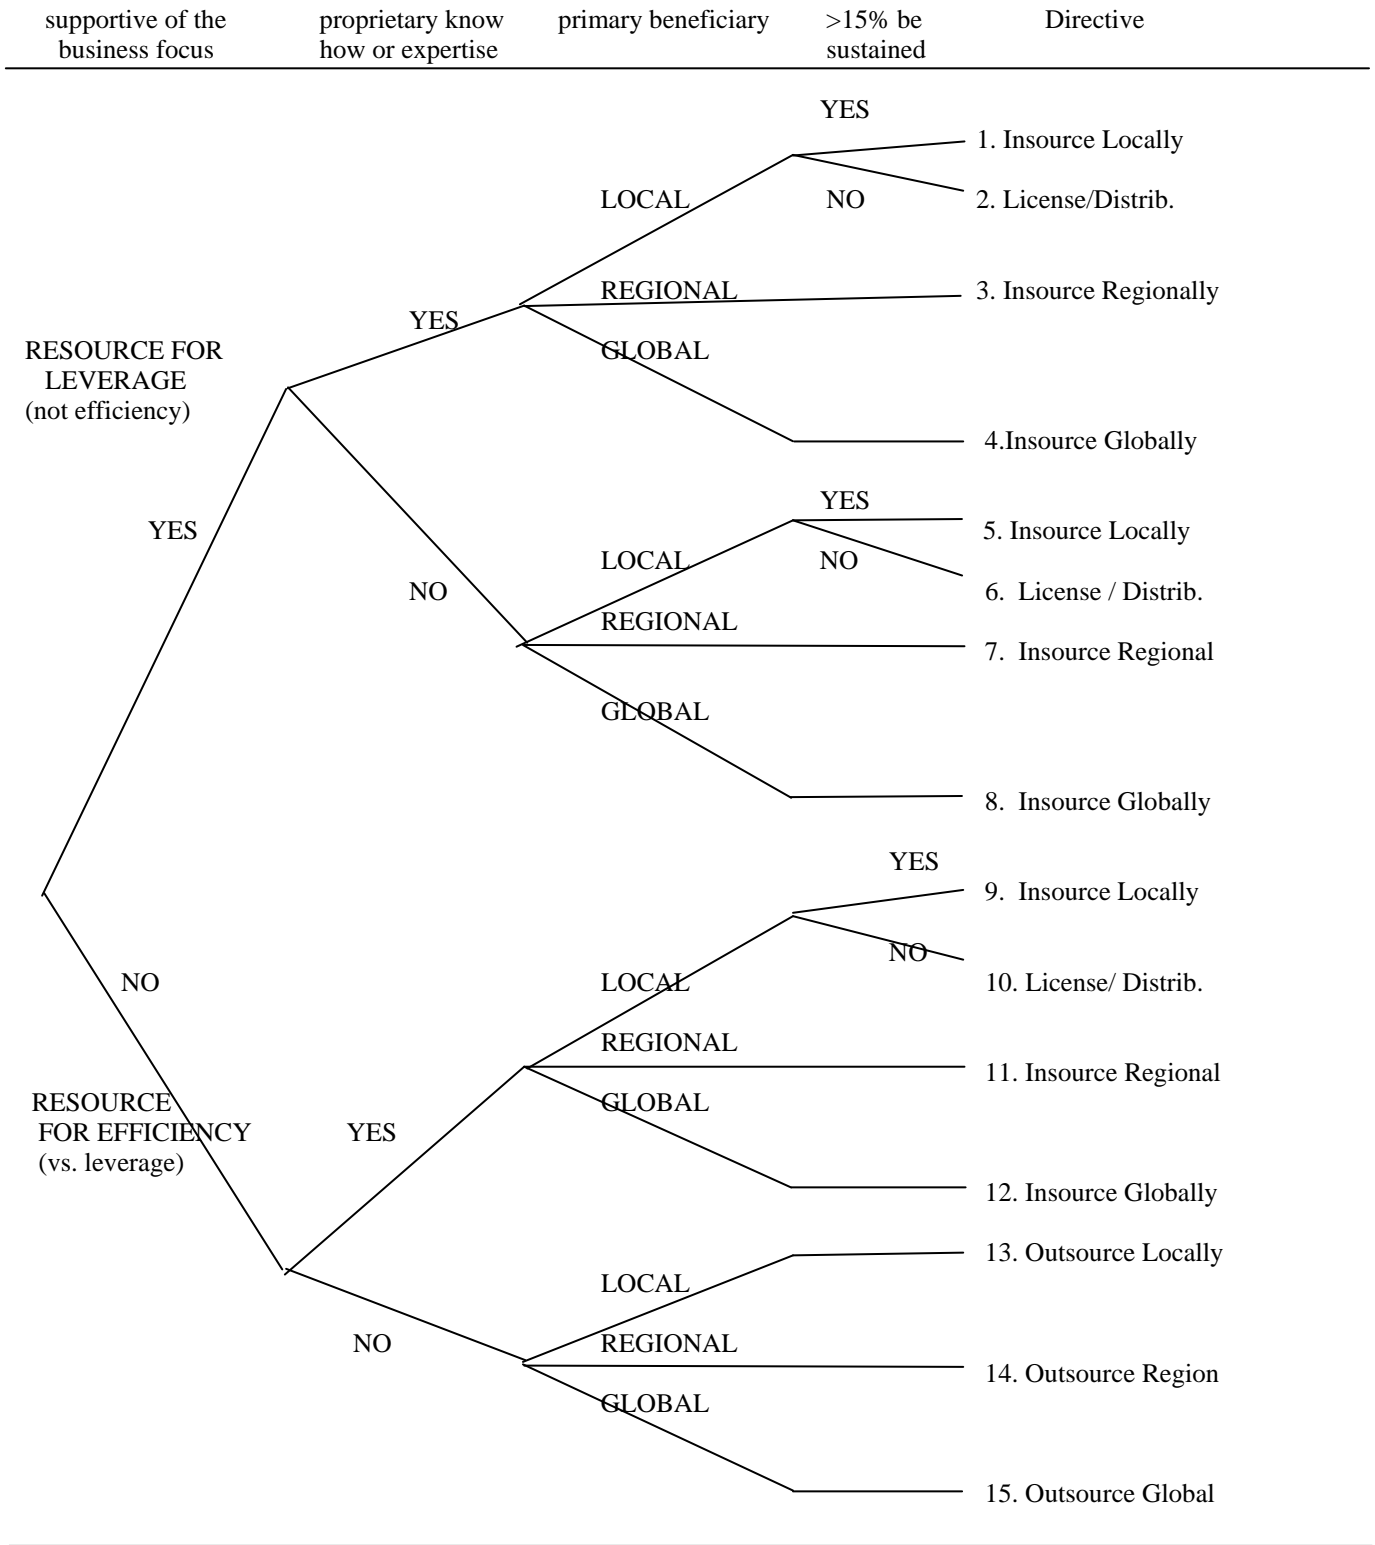 supportive of the
business focus
proprietary know
how or expertise
primary beneficiary
>15% be
sustained
Directive
YES
1. Insource Locally
LOCAL
NO
2. License/Distrib.
REGIONAL
3. Insource Regionally
YES
RESOURCE FOR
LEVERAGE
(not efficiency)
GLOBAL
4.Insource Globally
YES
YES
5. Insource Locally
LOCAL
NO
NO
6. License / Distrib.
REGIONAL
7. Insource Regional
GLOBAL
8. Insource Globally
YES
9. Insource Locally
NO
NO
LOCAL
10. License/ Distrib.
REGIONAL
11. Insource Regional
RESOURCE
FOR EFFICIENCY
(vs. leverage)
GLOBAL
YES
12. Insource Globally
13. Outsource Locally
LOCAL
NO
REGIONAL
14. Outsource Region
GLOBAL
15. Outsource Global